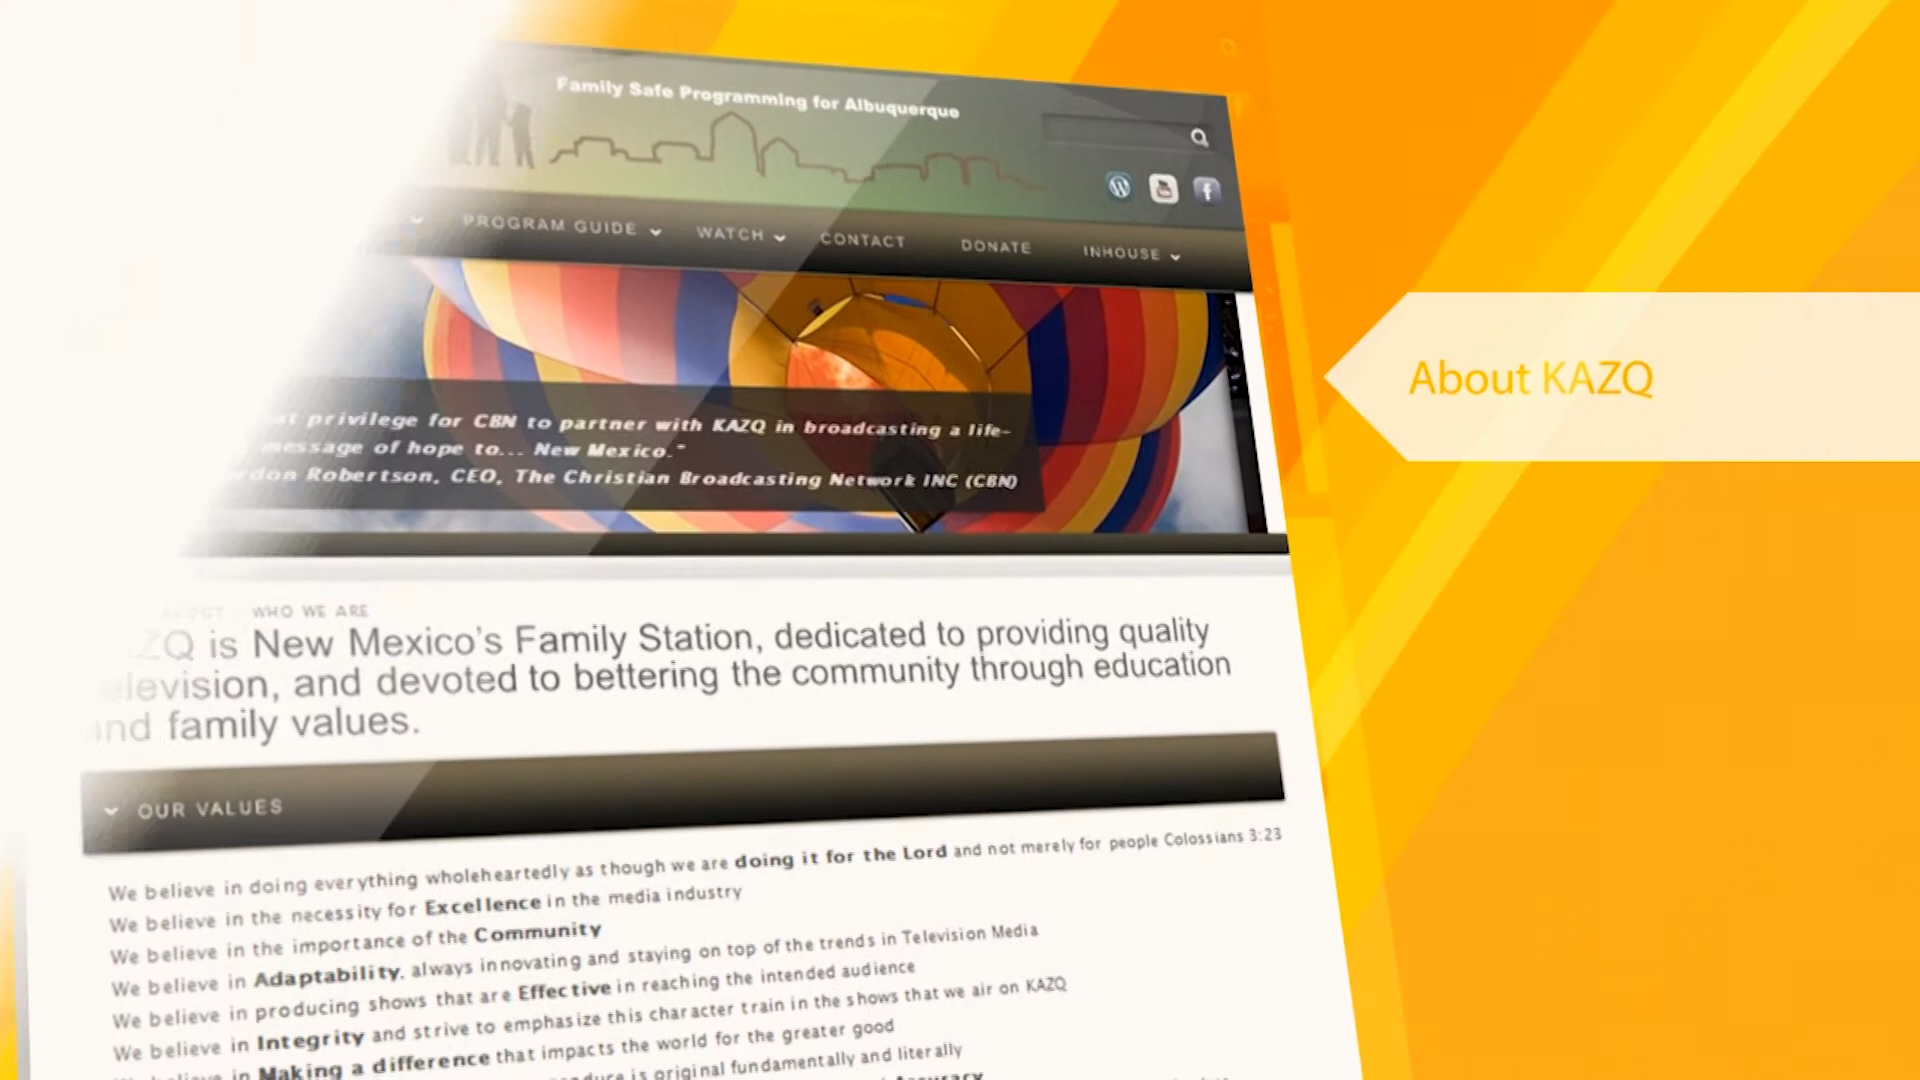 Family Safe Programming for Albuquerque
PROGRAM GUIDE WATCH CONTACT DONATE INHOUSE
privilege for CBN to partner with KAZQ in broadcasting a life-
message of hope to... New Mexico."
Robertson, CEO, The Christian Broadcasting Network INC (CBN)
About KAZQ
WHO WE ARE
is New Mexico's Family Station, dedicated to providing quality
television, and devoted to bettering the community through education
and family values.
OUR VALUES
We believe in doing everything wholeheartedly as though we are doing it for the Lord and not merely for people Colossians 3:23
We believe in the necessity for Excellence in the media industry
We believe in the importance of the Community
We believe in Adaptability, always innovating and staying on top of the trends in Television Media
We believe in producing shows that are Effective in reaching the intended audience
We believe in Integrity and strive to emphasize this character train in the shows that we air on KAZQ
We believe in Making a difference that impacts the world for the greater good
is original fundamentally and literally
Accuracy